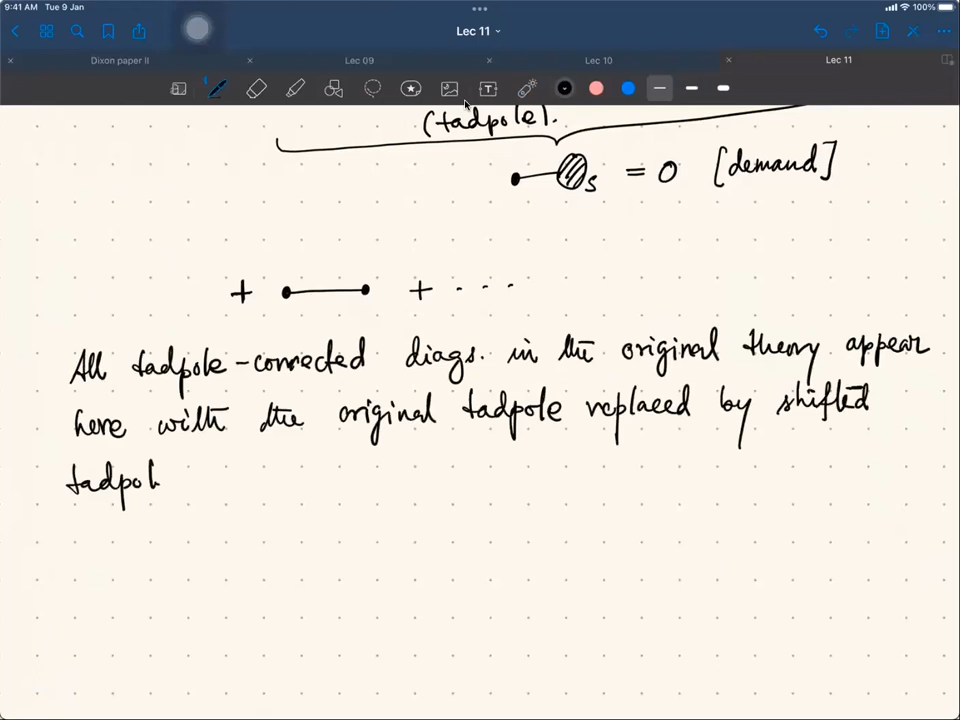 9:41 AM Tue 9 Jan
100%
Lec 11
Dixon paper II
Lec 09
Lec 10
Lec 11
(tadpole).
S = 0 [demand]
+ + . . . .
All tadpole-connected diags. in the original theory appear
here with the original tadpole replaced by shifted
tadpol